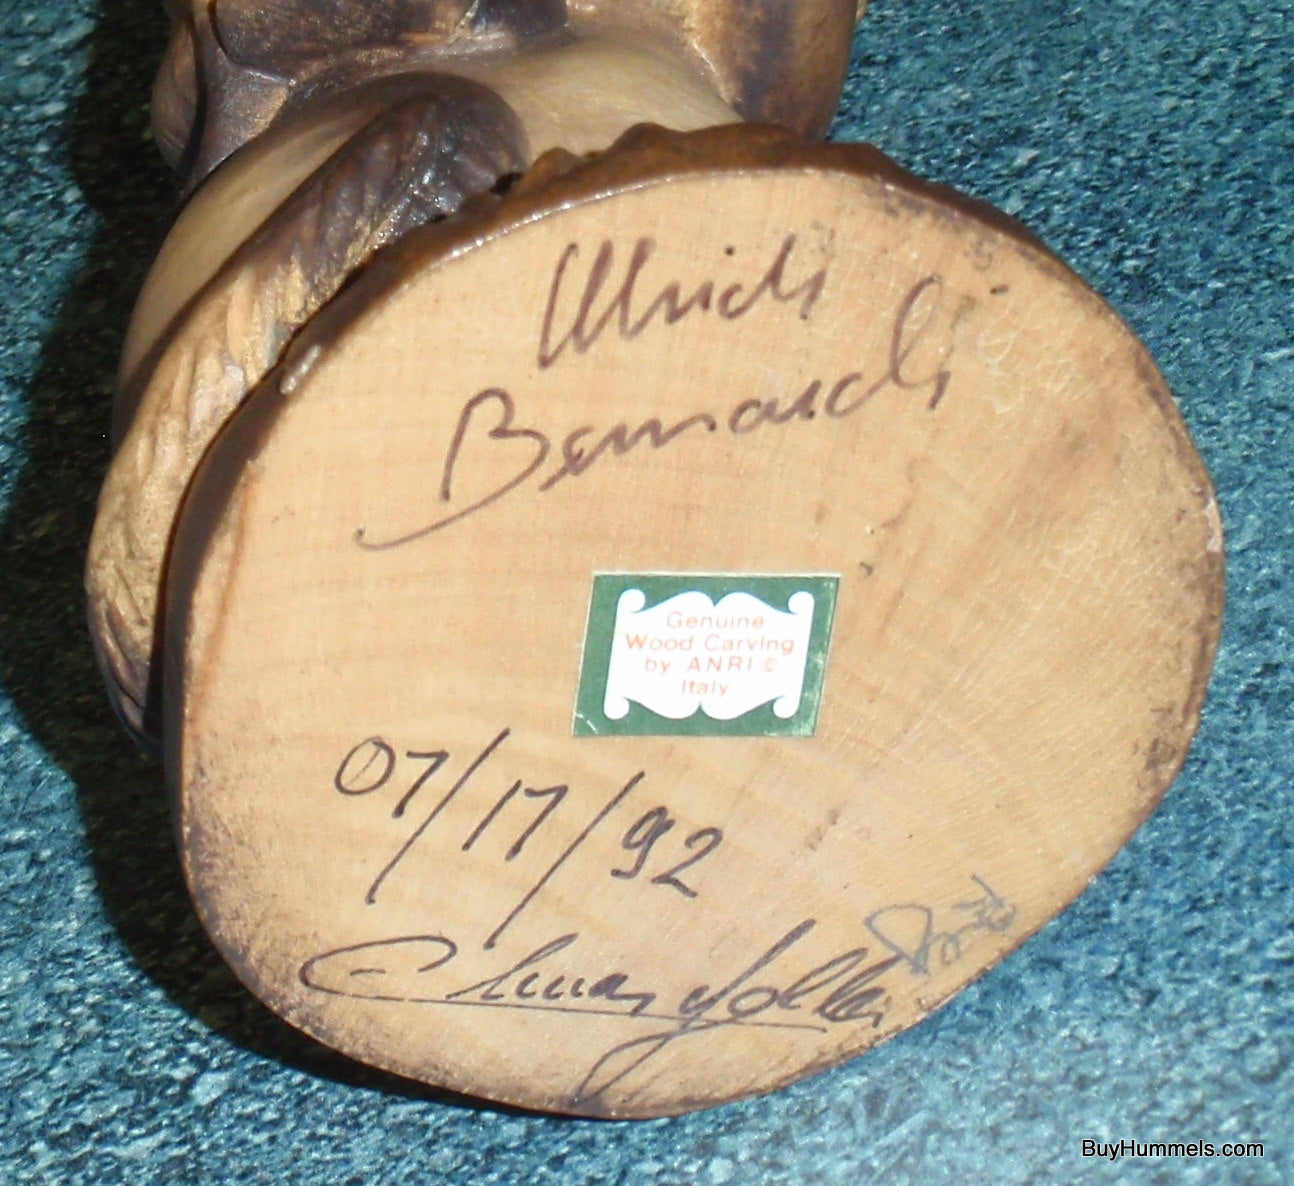 Ulrich
Bernardi
Genuine
Wood Carving
by ANRI ©
Italy
07/17/92
BuyHummels.com